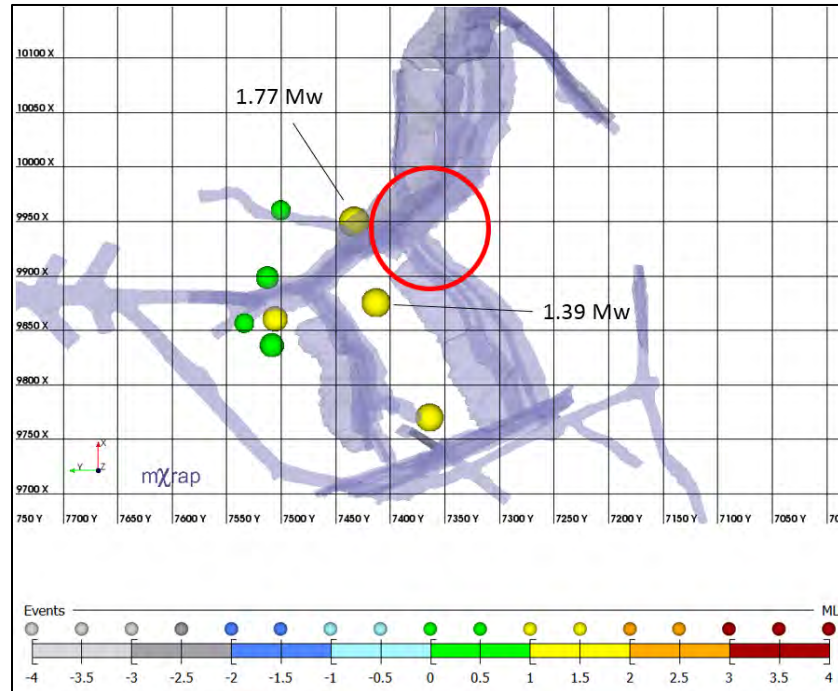 10100 X
1.77 Mw
10050 X
10000 X
9950 X
9900 X
1.39 Mw
9850 X
9800 X
9750 X
X
Y
Z
mχrap
9700 X
750 Y 7700 Y 7650 Y 7600 Y 7550 Y 7500 Y 7450 Y 7400 Y 7350 Y 7300 Y 7250 Y 7200 Y 7150 Y 7100 Y 7050 Y 70
Events ML
-4 -3.5 -3 -2.5 -2 -1.5 -1 -0.5 0 0.5 1 1.5 2 2.5 3 3.5 4